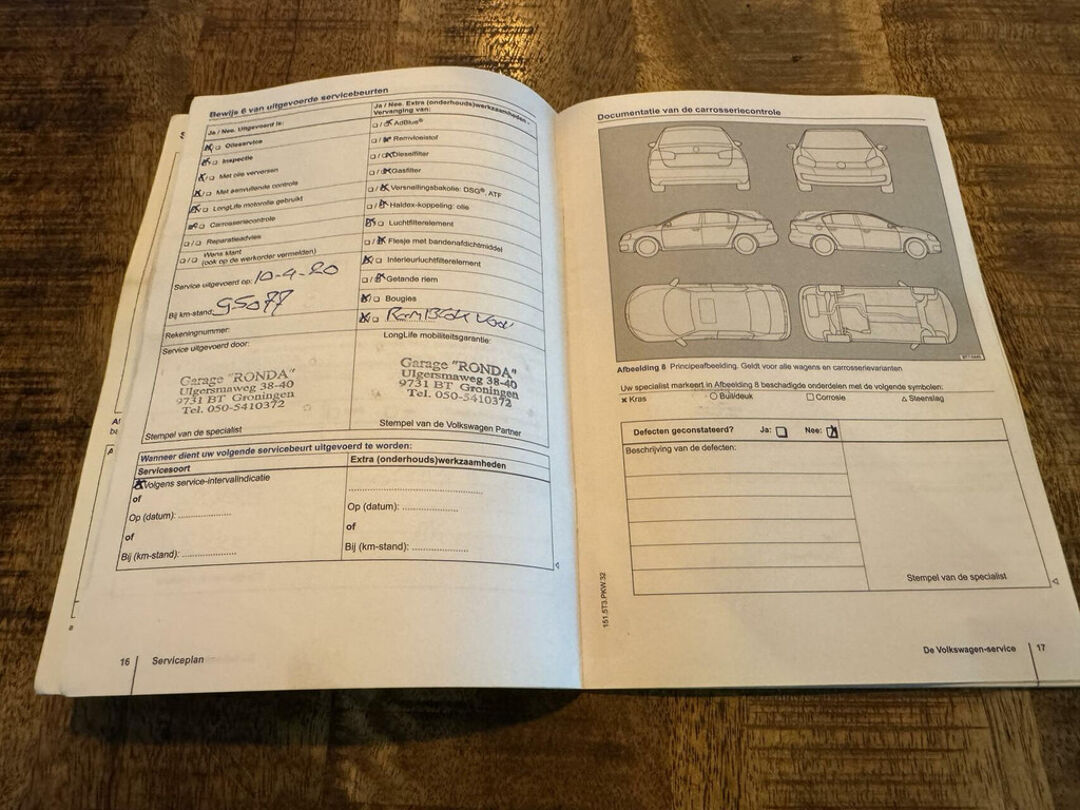 Bewijs 6 van uitgevoerde servicebeurten
Ja / Nee. Uitgevoerd is:
☒/☐ Olieservice
☒/☐ Inspectie
☒/☐ Met olie verversen
☒/☐ Met aanvullende controle
☒/☐ LongLife motorolie gebruikt
☒/☐ Carrosseriecontrole
☐/☐ Reparatieadvies
☐/☐ Wans klant
(ook op de werkorder vermelden)
Service uitgevoerd op: 10-4-20
Bij km-stand: 95077
Rekeningnummer:
Service uitgevoerd door:
Garage "RONDA"
Ulgersmaweg 38-40
9731 BT Groningen
Tel. 050-5410372
Stempel van de specialist
Ja / Nee. Extra (onderhouds)werkzaamheden -
Vervanging van:
☐/☒ AdBlue®
☐/☒ Remvloeistof
☐/☒ Dieselfilter
☐/☒ Gasfilter
☐/☒ Versnellingsbakolie: DSG®, ATF
☐/☒ Haldex-koppeling: olie
☒/☐ Luchtfilterelement
☐/☒ Flesje met bandenafdichtmiddel
☒/☐ Interieurluchtfilterelement
☐/☒ Getande riem
☒/☐ Bougies
☒/☐ Remblok voor
LongLife mobiliteitsgarantie:
Garage "RONDA"
Ulgersmaweg 38-40
9731 BT Groningen
Tel. 050-5410372
Stempel van de Volkswagen Partner
Wanneer dient uw volgende servicebeurt uitgevoerd te worden:
Servicesoort
☒ Volgens service-intervalindicatie
of
Op (datum): ..................
of
Bij (km-stand): ..................
Extra (onderhouds)werkzaamheden
..............................................
Op (datum): ..................
of
Bij (km-stand): ..................
16 Serviceplan
Documentatie van de carrosseriecontrole
Afbeelding 8 Principeafbeelding. Geldt voor alle wagens en carrosserievarianten
Uw specialist markeert in Afbeelding 8 beschadigde onderdelen met de volgende symbolen:
× Kras ○ Buil/deuk □ Corrosie △ Steenslag
Defecten geconstateerd? Ja: ☐ Nee: ☒
Beschrijving van de defecten:
Stempel van de specialist
151.5T3.PKW.32
De Volkswagen-service 17